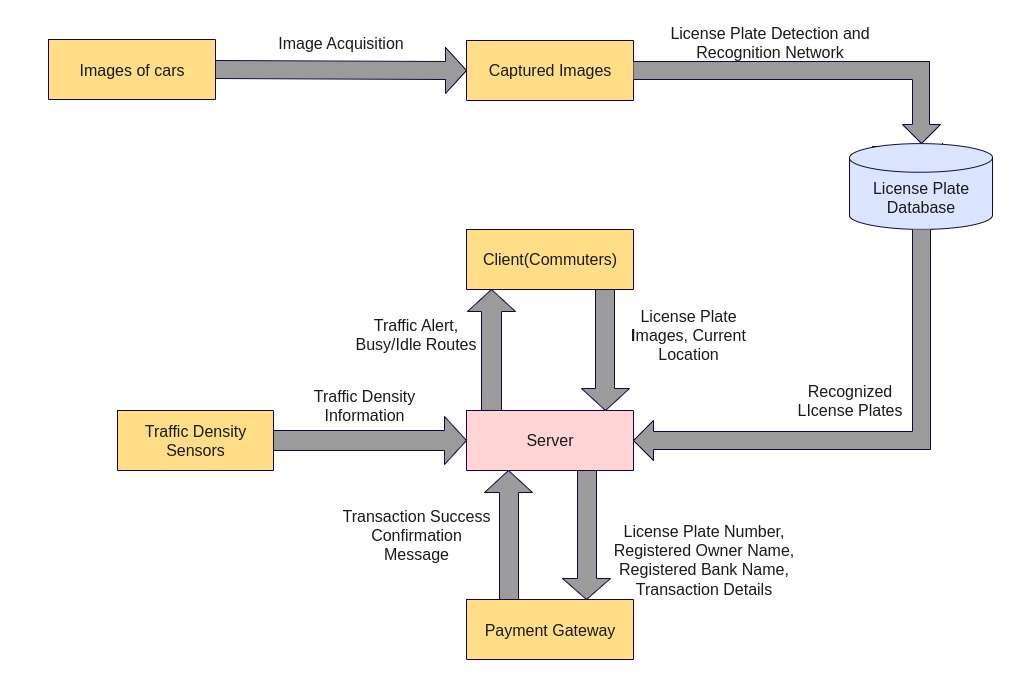 Images of cars
Image Acquisition
Captured Images
License Plate Detection and
Recognition Network
License Plate
Database
Client(Commuters)
Traffic Alert,
Busy/Idle Routes
License Plate
Images, Current
Location
Recognized
LIcense Plates
Traffic Density
Information
Traffic Density
Sensors
Server
Transaction Success
Confirmation
Message
License Plate Number,
Registered Owner Name,
Registered Bank Name,
Transaction Details
Payment Gateway